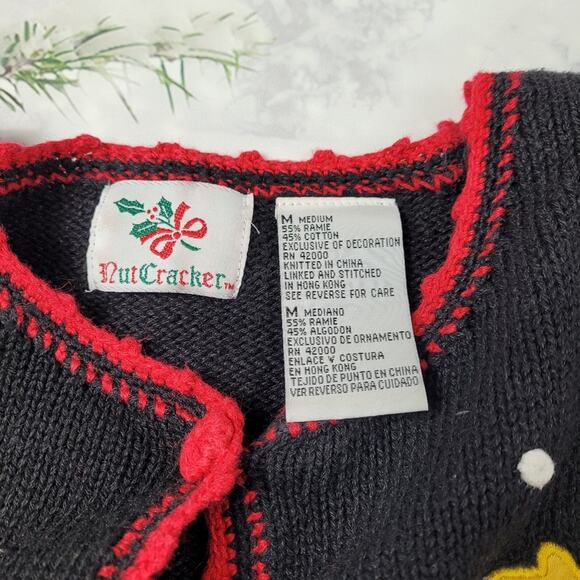 NutCracker™
M MEDIUM
55% RAMIE
45% COTTON
EXCLUSIVE OF DECORATION
RN 42000
KNITTED IN CHINA
LINKED AND STITCHED
IN HONG KONG
SEE REVERSE FOR CARE
M MEDIANO
55% RAMIE
45% ALGODON
EXCLUSIVO DE ORNAMENTO
RN 42000
ENLACE Y COSTURA
EN HONG KONG
TEJIDO DE PUNTO EN CHINA
VER REVERSO PARA CUIDADO